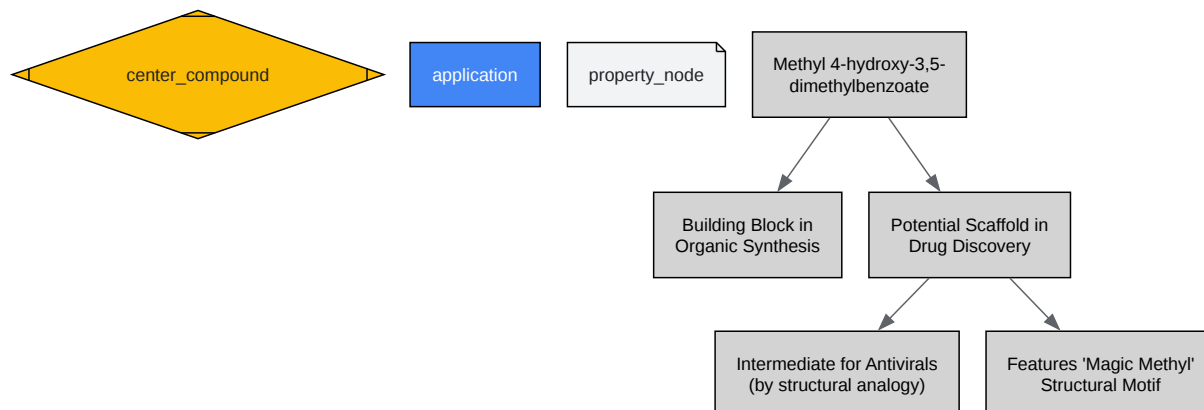 center_compound
application
property_node
Methyl 4-hydroxy-3,5-
dimethylbenzoate
Building Block in
Organic Synthesis
Potential Scaffold in
Drug Discovery
Intermediate for Antivirals
(by structural analogy)
Features 'Magic Methyl'
Structural Motif